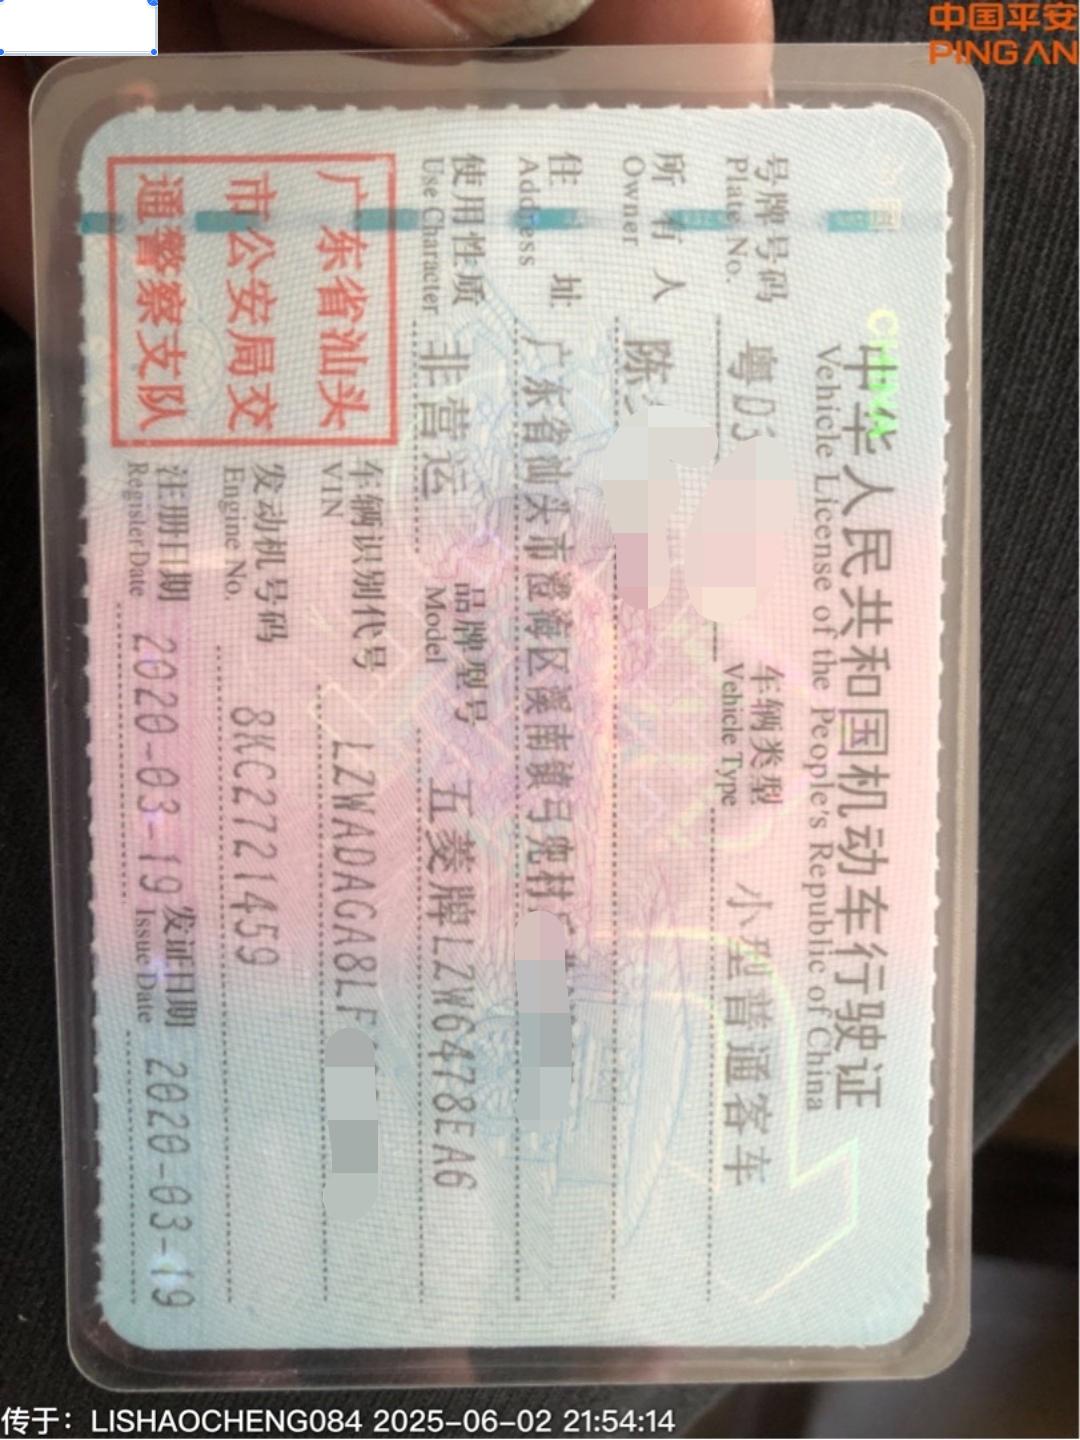 中国平安
PING AN
中华人民共和国机动车行驶证
Vehicle License of the People's Republic of China
号牌号码 粤D5 车辆类型 小型普通客车
Plate No. Vehicle Type
所有人 陈
Owner
住址 广东省汕头市澄海区溪南镇马兜村
Address
使用性质 非营运 品牌型号 五菱牌LZW6478EA6
Use Character Model
广东省汕头
市公安局交
通警察支队
车辆识别代号 LZWADAGA8LF
VIN
发动机号码 8KC2721459
Engine No.
注册日期 2020-03-19 发证日期 2020-03-19
Register Date Issue Date
CHINA
传于：LISHAOCHENG084 2025-06-02 21:54:14